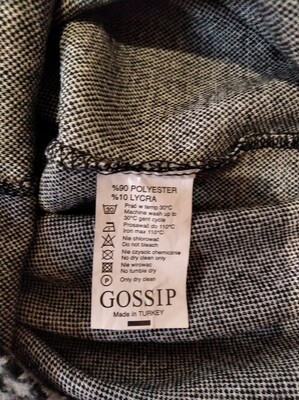 %90 POLYESTER
%10 LYCRA
Prać w temp 30°C
Machine wash up to
30°C gent cycle
Prosawaíl do 110°C
Iron max 110°C
Nie chlorować
Do not bleach
Nie czyscic chemicznie
No dry clean only
Nie wirować
No tumble dry
Only dry clean
GOSSIP
Made in TURKEY